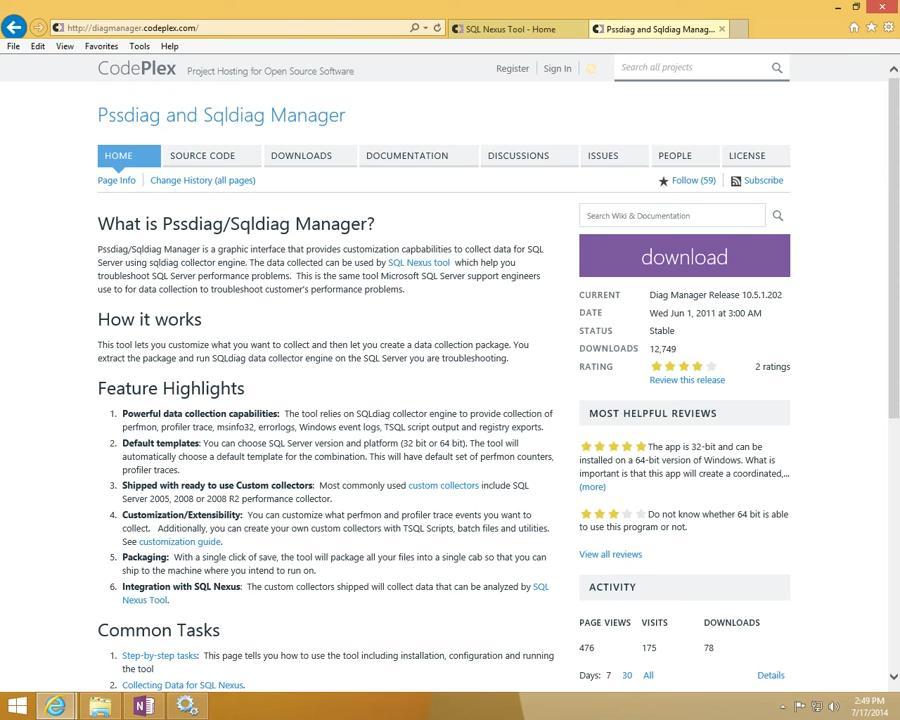 http://diagmanager.codeplex.com/
SQL Nexus Tool - Home
Pssdiag and Sqldiag Manag...
File Edit View Favorites Tools Help
CodePlex Project Hosting for Open Source Software
Register Sign In
Search all projects
Pssdiag and Sqldiag Manager
HOME SOURCE CODE DOWNLOADS DOCUMENTATION DISCUSSIONS ISSUES PEOPLE LICENSE
Page Info Change History (all pages)
Follow (59) Subscribe
What is Pssdiag/Sqldiag Manager?
Pssdiag/Sqldiag Manager is a graphic interface that provides customization capbabilities to collect data for SQL
Server using sqldiag collector engine. The data collected can be used by SQL Nexus tool which help you
troubleshoot SQL Server performance problems. This is the same tool Microsoft SQL Server support engineers
use to for data collection to troubleshoot customer's performance problems.
How it works
This tool lets you customize what you want to collect and then let you create a data collection package. You
extract the package and run SQLdiag data collector engine on the SQL Server you are troubleshooting.
Feature Highlights
1. Powerful data collection capabilities: The tool relies on SQLdiag collector engine to provide collection of
perfmon, profiler trace, msinfo32, errorlogs, Windows event logs, TSQL script output and registry exports.
2. Default templates: You can choose SQL Server version and platform (32 bit or 64 bit). The tool will
automatically choose a default template for the combination. This will have default set of perfmon counters,
profiler traces.
3. Shipped with ready to use Custom collectors: Most commonly used custom collectors include SQL
Server 2005, 2008 or 2008 R2 performance collector.
4. Customization/Extensibility: You can customize what perfmon and profiler trace events you want to
collect. Additionally, you can create your own custom collectors with TSQL Scripts, batch files and utilities.
See customization guide.
5. Packaging: With a single click of save, the tool will package all your files into a single cab so that you can
ship to the machine where you intend to run on.
6. Integration with SQL Nexus: The custom collectors shipped will collect data that can be analyzed by SQL
Nexus Tool.
Common Tasks
1. Step-by-step tasks: This page tells you how to use the tool including installation, configuration and running
the tool
2. Collecting Data for SQL Nexus.
Search Wiki & Documentation
download
CURRENT Diag Manager Release 10.5.1.202
DATE Wed Jun 1, 2011 at 3:00 AM
STATUS Stable
DOWNLOADS 12,749
RATING 2 ratings
Review this release
MOST HELPFUL REVIEWS
The app is 32-bit and can be
installed on a 64-bit version of Windows. What is
important is that this app will create a coordinated,...
(more)
Do not know whether 64 bit is able
to use this program or not.
View all reviews
ACTIVITY
PAGE VIEWS VISITS DOWNLOADS
476 175 78
Days: 7 30 All Details
2:49 PM
7/17/2014